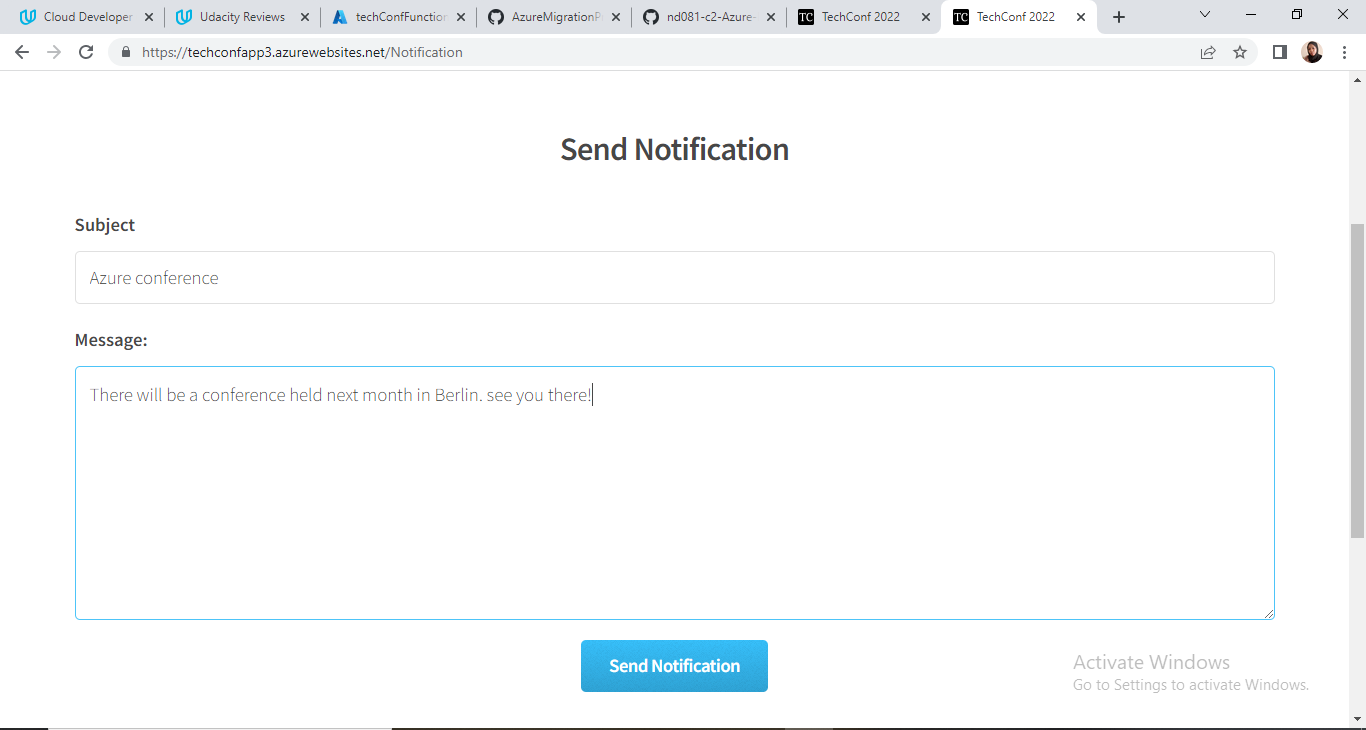 Cloud Developer
Udacity Reviews
techConfFunction
AzureMigrationP
nd081-c2-Azure-
TC TechConf 2022
TC TechConf 2022
https://techconfapp3.azurewebsites.net/Notification
Send Notification
Subject
Azure conference
Message:
There will be a conference held next month in Berlin. see you there!
Send Notification
Activate Windows
Go to Settings to activate Windows.